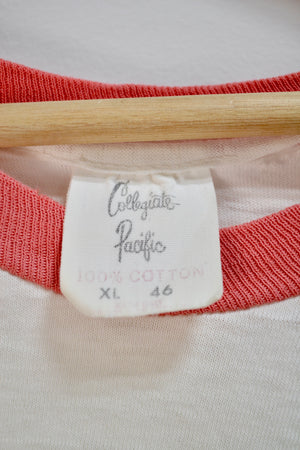 Collegiate
Pacific
100% COTTON
XL 46